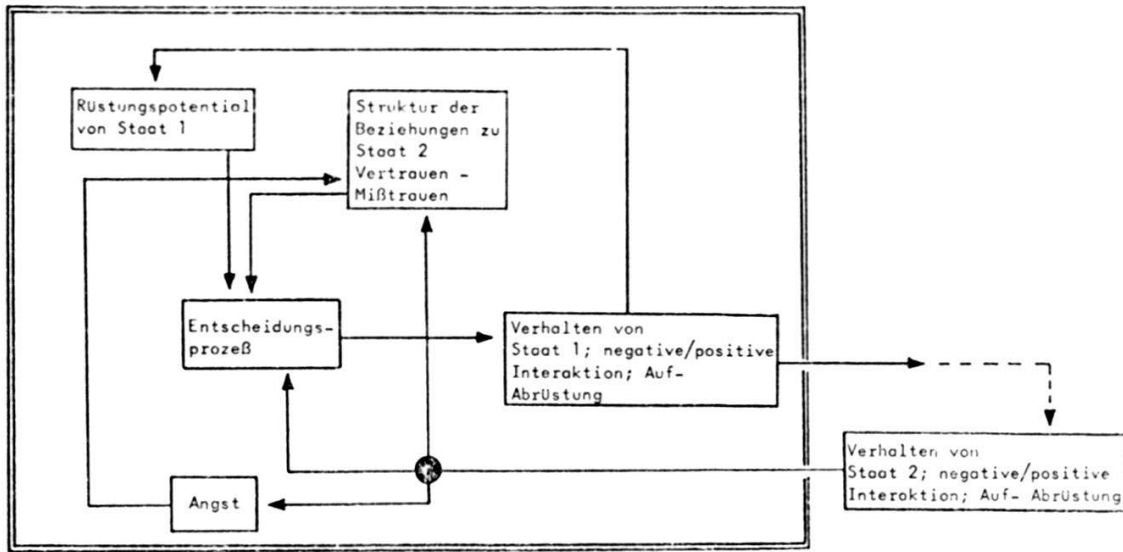 Rüstungspotential
von Staat 1
Struktur der
Beziehungen zu
Staat 2
Vertrauen -
Mißtrauen
Entscheidungs-
prozeß
Verhalten von
Staat 1; negative/positive
Interaktion; Auf-
Abrüstung
Verhalten von
Staat 2; negative/positive
Interaktion; Auf- Abrüstung
Angst